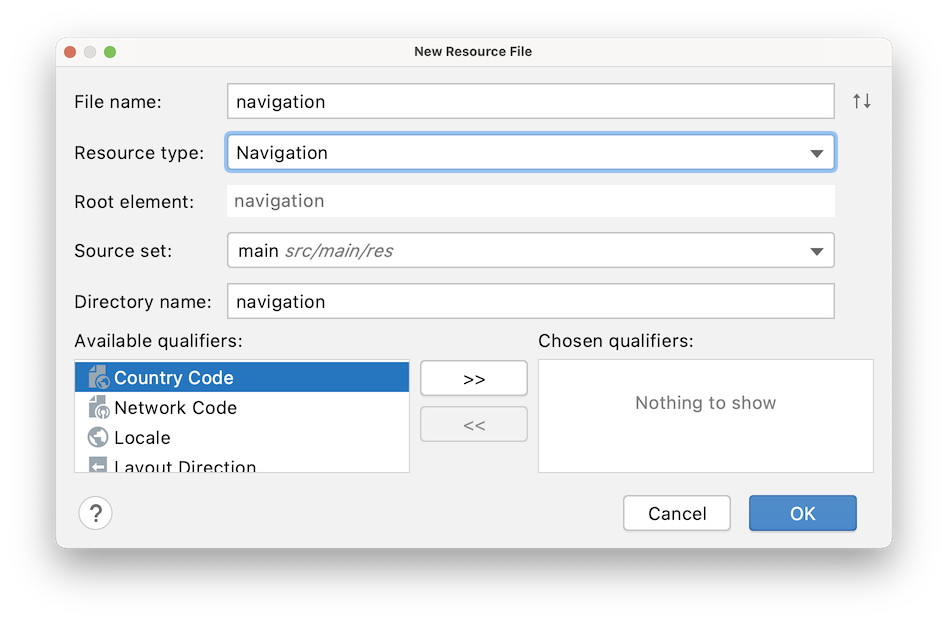 New Resource File
File name: navigation
Resource type: Navigation
Root element: navigation
Source set: main src/main/res
Directory name: navigation
Available qualifiers: Chosen qualifiers:
Country Code >> Nothing to show
Network Code <<
Locale
Layout Direction
? Cancel OK